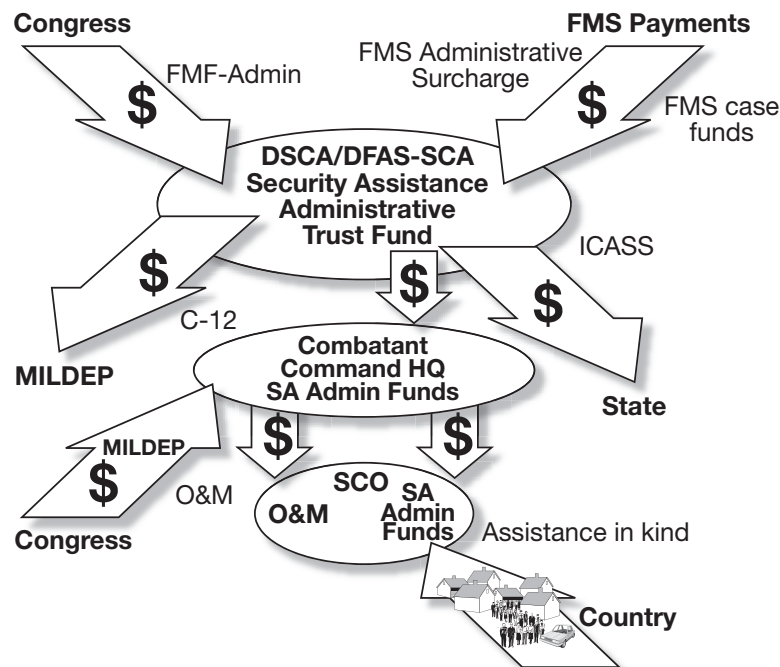 Congress
FMS Payments
FMF-Admin
FMS Administrative
Surcharge
$
$
FMS case
funds
DSCA/DFAS-SCA
Security Assistance
Administrative
Trust Fund
ICASS
$
$
$
C-12
MILDEP
Combatant
Command HQ
SA Admin Funds
State
MILDEP
$
$
$
O&M
Congress
SCO
O&M
SA
Admin
Funds
Assistance in kind
Country